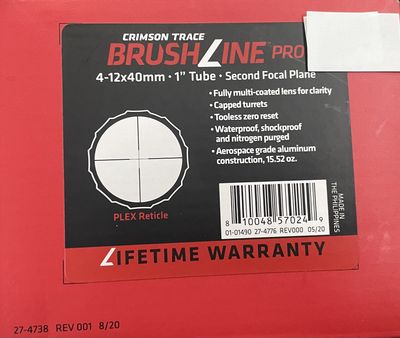 CRIMSON TRACE
BRUSHLINE™ PRO
4-12x40mm • 1" Tube • Second Focal Plane
• Fully multi-coated lens for clarity
• Capped turrets
• Tooless zero reset
• Waterproof, shockproof
and nitrogen purged
• Aerospace grade aluminum
construction, 15.52 oz.
PLEX Reticle
8 10048 57024 9
01-01490 27-4776 REV000 05/20
MADE IN
THE PHILIPPINES
LIFETIME WARRANTY
27-4738 REV 001 8/20